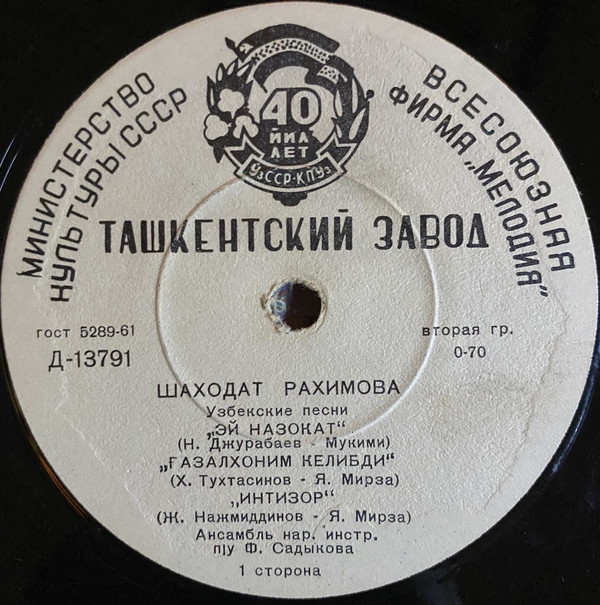 МИНИСТЕРСТВО
КУЛЬТУРЫ СССР
ВСЕСОЮЗНАЯ
ФИРМА „МЕЛОДИЯ"
40
ЙИЛ
ЛЕТ
УзССР-КПУз
ТАШКЕНТСКИЙ ЗАВОД
гост 5289-61
вторая гр.
Д-13791
0-70
ШАХОДАТ РАХИМОВА
Узбекские песни
„ЭЙ НАЗОКАТ"
(Н. Джурабаев - Мукими)
„ҒАЗАЛХОНИМ КЕЛИБДИ"
(Х. Тухтасинов - Я. Мирза)
„ИНТИЗОР"
(Ж. Нажмиддинов - Я. Мирза)
Ансамбль нар. инстр.
п/у Ф. Садыкова
1 сторона